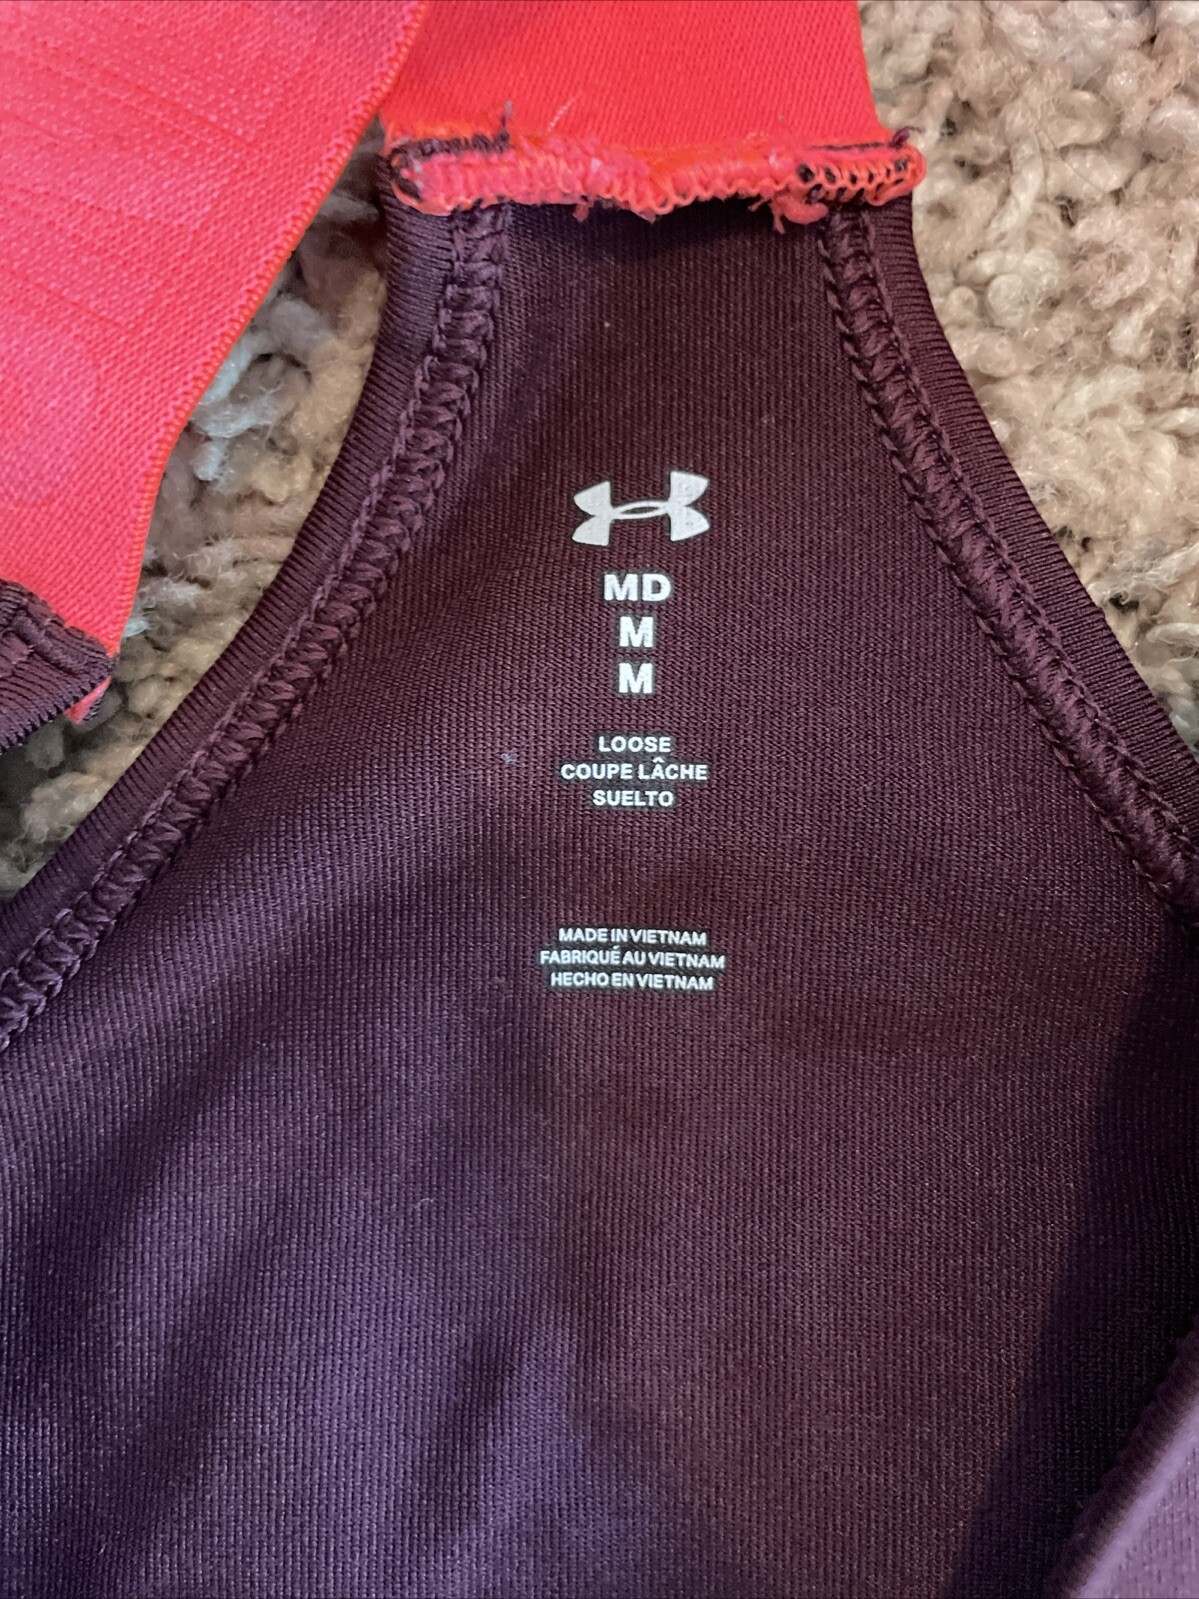 MD
M
M
LOOSE
COUPE LÂCHE
SUELTO
MADE IN VIETNAM
FABRIQUÉ AU VIETNAM
HECHO EN VIETNAM